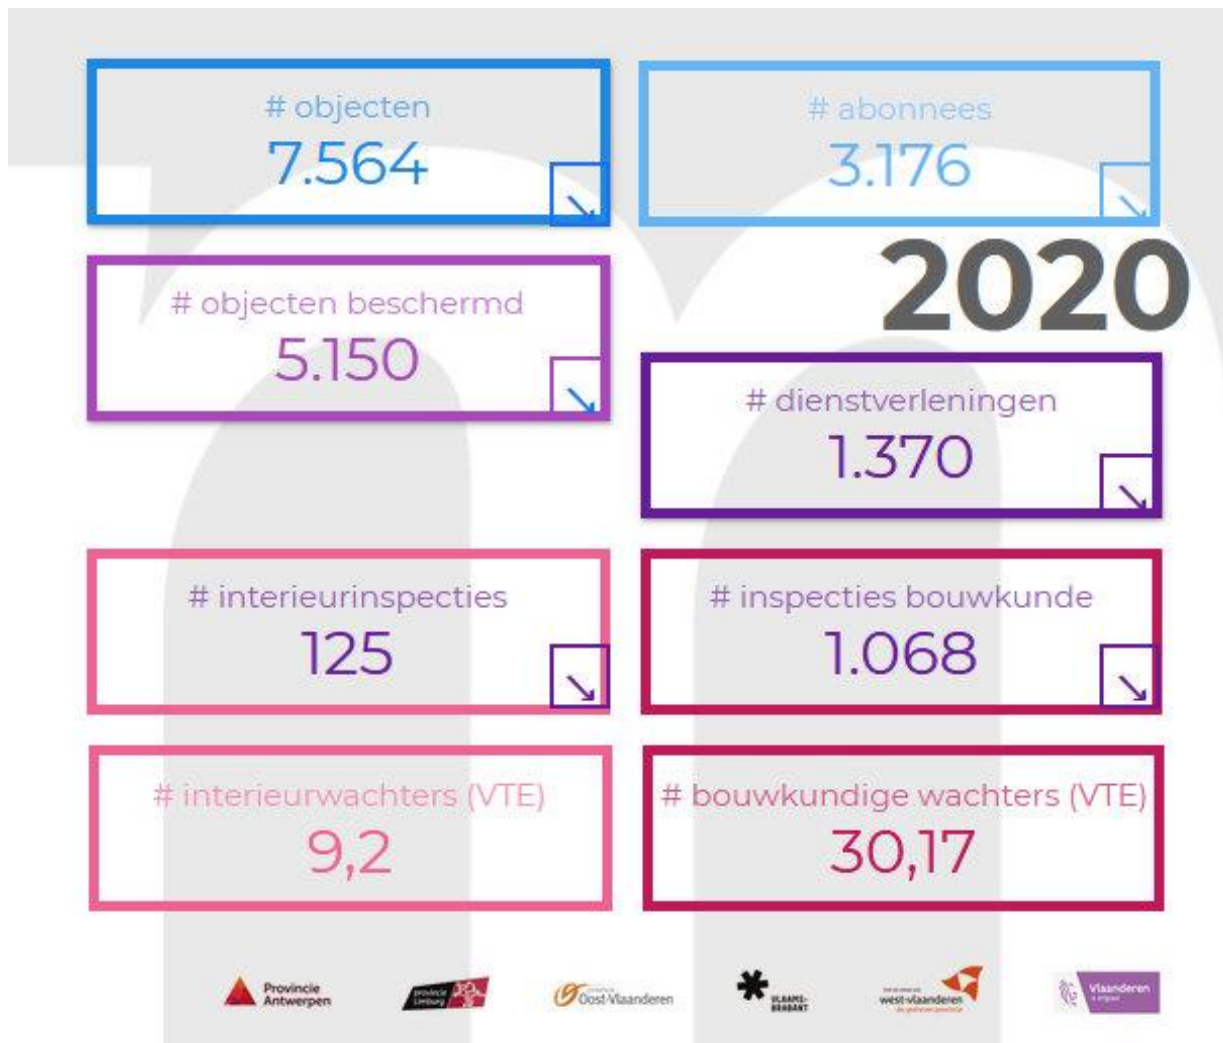 # objecten
7.564
# abonnees
3.176
2020
# objecten beschermd
5.150
# dienstverleningen
1.370
# interieurinspecties
125
# inspecties bouwkunde
1.068
# interieurwachters (VTE)
9,2
# bouwkundige wachters (VTE)
30,17
Provincie
Antwerpen
provincie
Limburg
Oost-Vlaanderen
VLAAMS-
BRABANT
west-vlaanderen
Vlaanderen